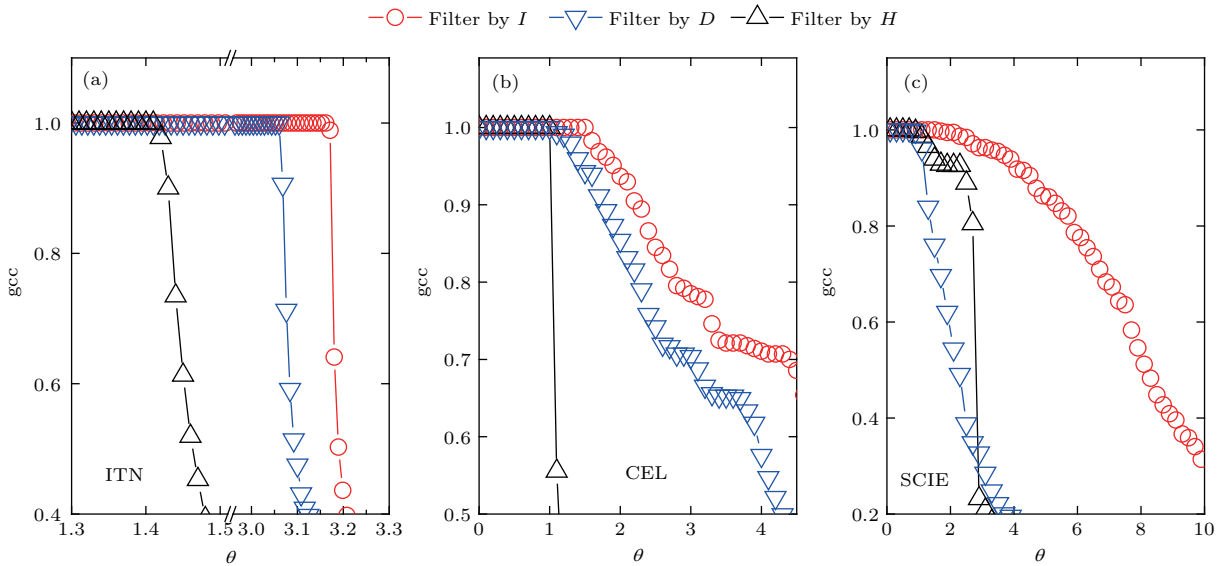 Filter by I Filter by D Filter by H
(a)
1.0
0.8
0.6
0.4
gcc
ITN
1.3 1.4 1.5 3.0 3.1 3.2 3.3
θ
(b)
1.0
0.9
0.8
0.7
0.6
0.5
gcc
CEL
0 1 2 3 4
θ
(c)
1.0
0.8
0.6
0.4
0.2
gcc
SCIE
0 2 4 6 8 10
θ